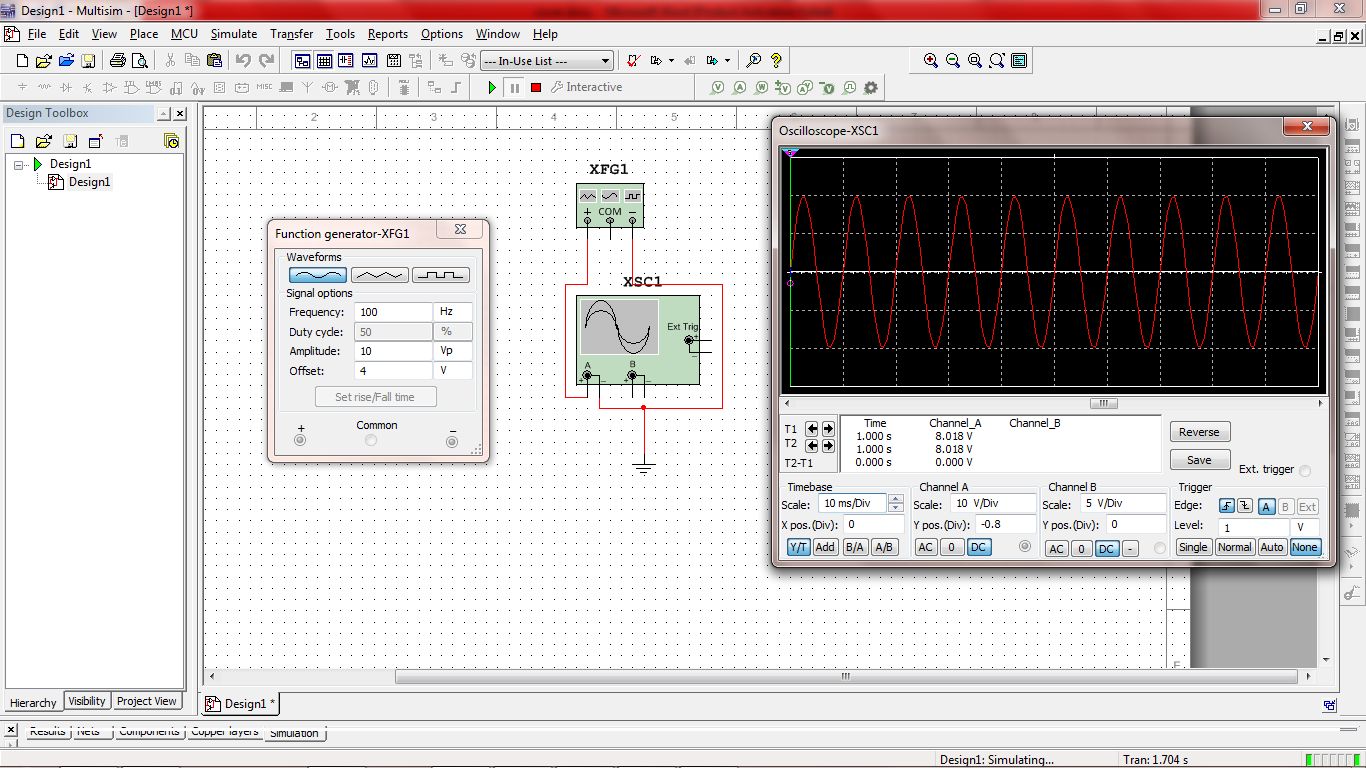 Design1 - Multisim - [Design1 *]
File Edit View Place MCU Simulate Transfer Tools Reports Options Window Help
--- In-Use List ---
MISC Interactive
V A W V A V
Design Toolbox
2 3 4 5
Design1
Design1
XFG1
+ COM −
XSC1
Ext Trig
+
−
A B
+ − + −
Function generator-XFG1
Waveforms
Signal options
Frequency: 100 Hz
Duty cycle: 50 %
Amplitude: 10 Vp
Offset: 4 V
Set rise/Fall time
+ Common −
Oscilloscope-XSC1
Time Channel_A Channel_B
T1 1.000 s 8.018 V
T2 1.000 s 8.018 V
T2-T1 0.000 s 0.000 V
Reverse
Save
Ext. trigger
Timebase Channel A Channel B Trigger
Scale: 10 ms/Div Scale: 10 V/Div Scale: 5 V/Div Edge: A B Ext
X pos.(Div): 0 Y pos.(Div): -0.8 Y pos.(Div): 0 Level: 1 V
Y/T Add B/A A/B AC 0 DC AC 0 DC - Single Normal Auto None
Hierarchy Visibility Project View
Design1 *
Results Nets Components Copper layers Simulation
Design1: Simulating... Tran: 1.704 s